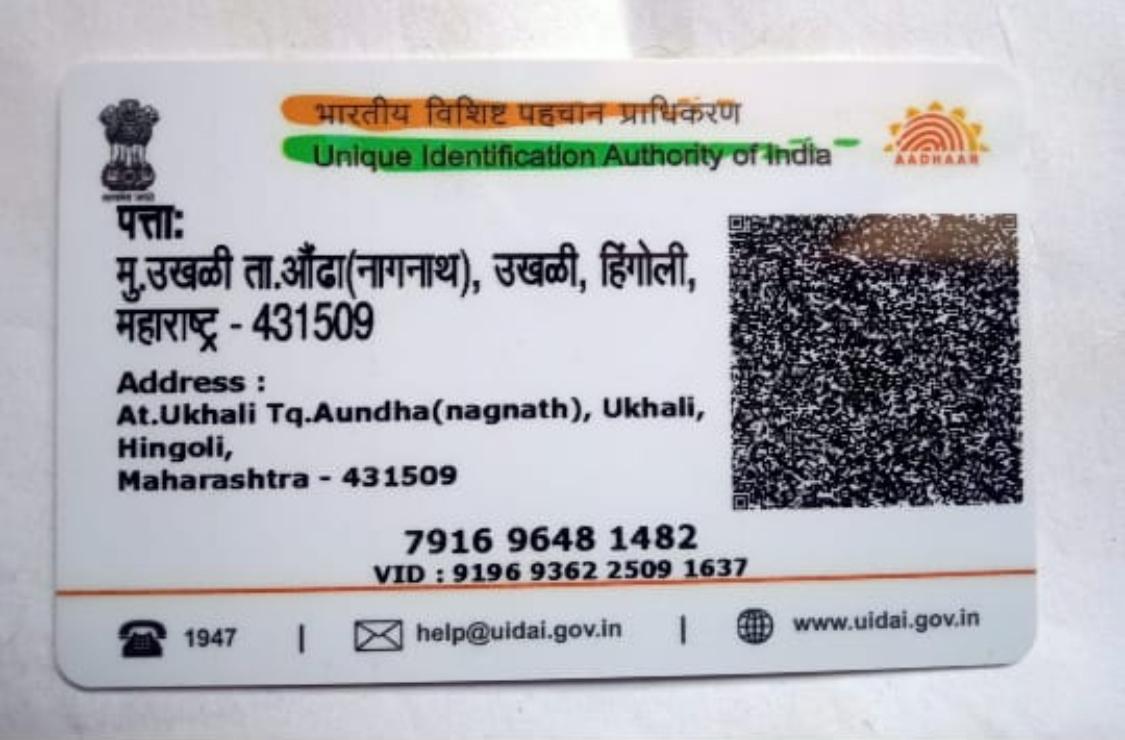 भारतीय विशिष्ट पहचान प्राधिकरण
Unique Identification Authority of India
AADHAAR
पत्ता:
मु.उखळी ता.औंढा(नागनाथ), उखळी, हिंगोली,
महाराष्ट्र - 431509
Address :
At.Ukhali Tq.Aundha(nagnath), Ukhali,
Hingoli,
Maharashtra - 431509
7916 9648 1482
VID : 9196 9362 2509 1637
1947 | help@uidai.gov.in | www.uidai.gov.in